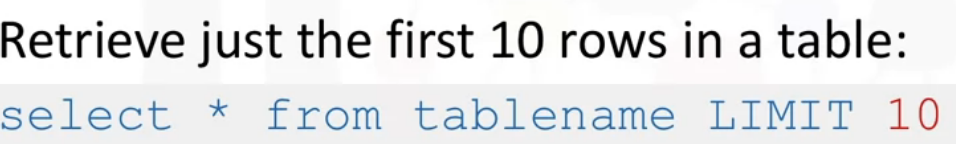 Retrieve just the first 10 rows in a table:
select * from tablename LIMIT 10